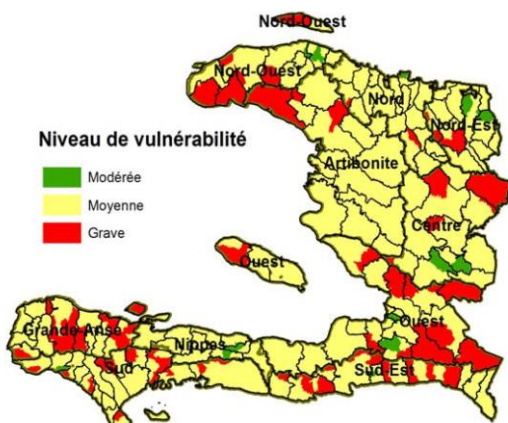 Nord-Ouest
Nord-Ouest
Nord
Nord-Est
Niveau de vulnérabilité
Modérée
Moyenne
Grave
Artibonite
Centre
Ouest
Grande Anse
Nippes
Ouest
Sud
Sud-Est